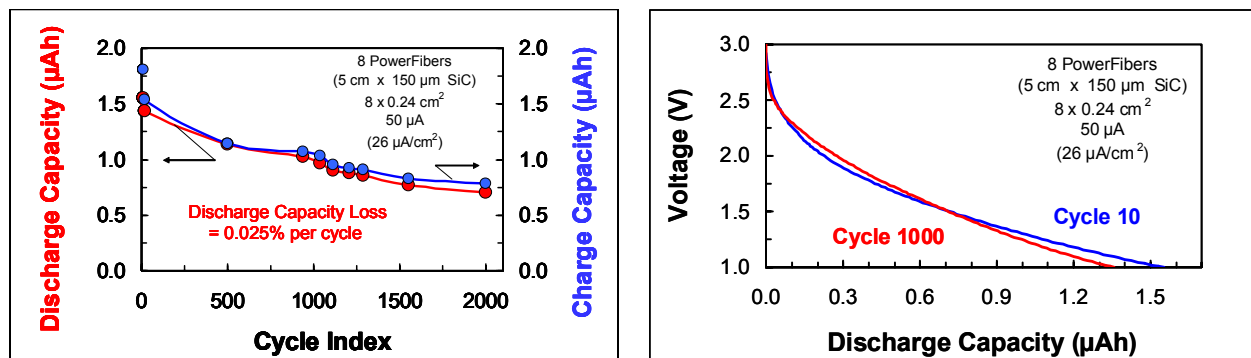 Discharge Capacity (µAh)
2.0
1.5
1.0
0.5
0.0
0
500
1000
1500
2000
Cycle Index
8 PowerFibers
(5 cm x 150 µm SiC)
8 x 0.24 cm²
50 µA
(26 µA/cm²)
Discharge Capacity Loss
= 0.025% per cycle
2.0
1.5
1.0
0.5
0.0
Charge Capacity (µAh)
Voltage (V)
3.0
2.5
2.0
1.5
1.0
8 PowerFibers
(5 cm x 150 µm SiC)
8 x 0.24 cm²
50 µA
(26 µA/cm²)
Cycle 10
Cycle 1000
0.0
0.3
0.6
0.9
1.2
1.5
Discharge Capacity (µAh)